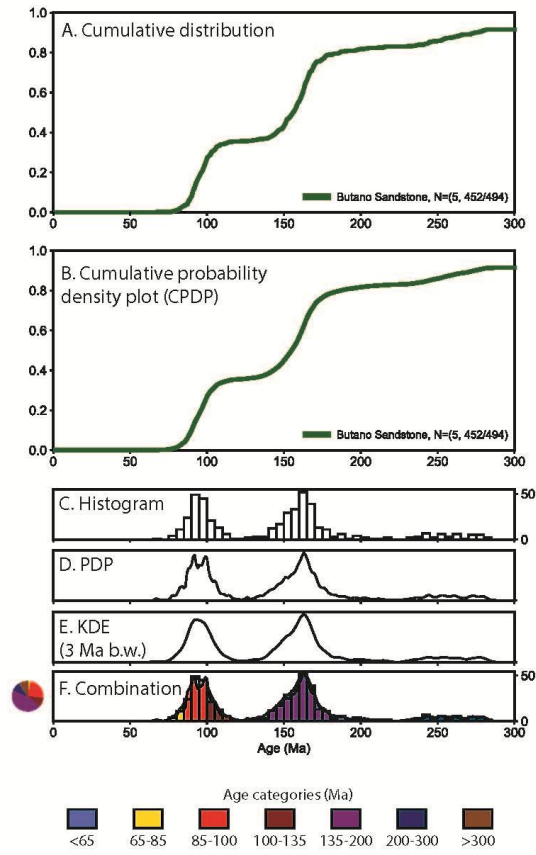 1.0
A. Cumulative distribution
0.8
0.6
0.4
0.2
Butano Sandstone, N=(5, 452/494)
0.0
0 50 100 150 200 250 300
1.0
B. Cumulative probability
density plot (CPDP)
0.8
0.6
0.4
0.2
Butano Sandstone, N=(5, 452/494)
0.0
0 50 100 150 200 250 300
C. Histogram
50
0
D. PDP
E. KDE
(3 Ma b.w.)
F. Combination
50
0
0 50 100 150 200 250 300
Age (Ma)
Age categories (Ma)
<65 65-85 85-100 100-135 135-200 200-300 >300